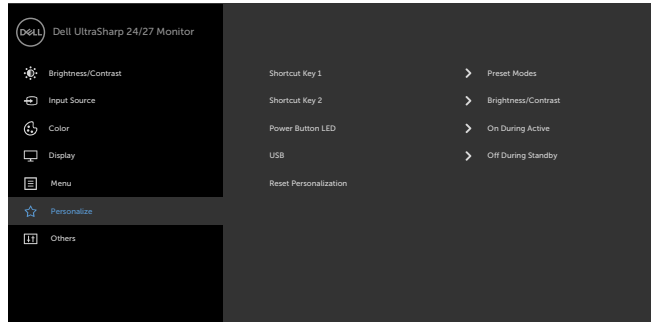 DELL Dell UltraSharp 24/27 Monitor
Brightness/Contrast Shortcut Key 1 Preset Modes
Input Source Shortcut Key 2 Brightness/Contrast
Color Power Button LED On During Active
Display USB Off During Standby
Menu Reset Personalization
Personalize
Others